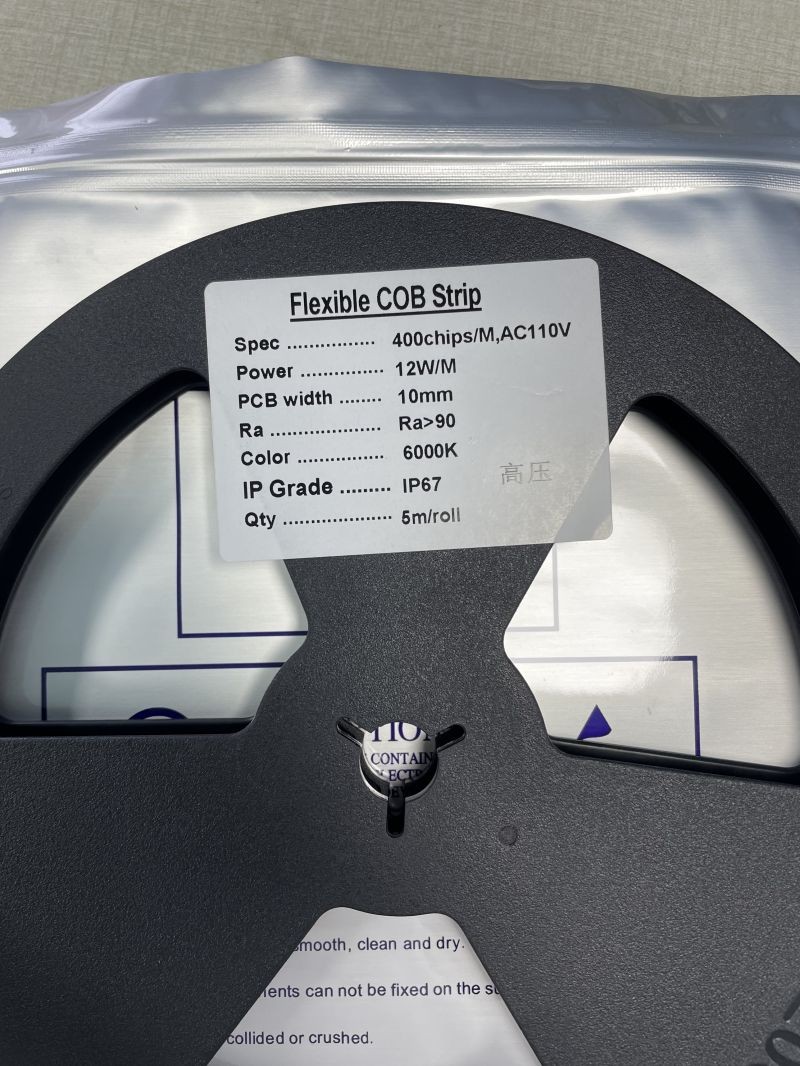 Flexible COB Strip
Spec ................ 400chips/M,AC110V
Power ............... 12W/M
PCB width ........ 10mm
Ra .................... Ra>90
Color ................ 6000K
IP Grade ......... IP67
高压
Qty .................... 5m/roll
CONTAIN
smooth, clean and dry.
can not be fixed on the
collided or crushed.